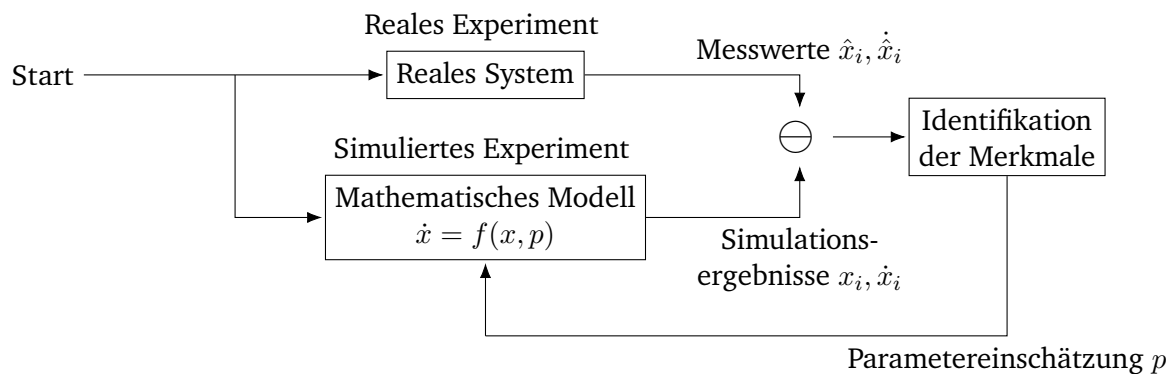 Reales Experiment
Messwerte x̂ᵢ, ẋ̂ᵢ
Start
Reales System
Identifikation
der Merkmale
Simuliertes Experiment
Mathematisches Modell
ẋ = f(x, p)
Simulations-
ergebnisse xᵢ, ẋᵢ
Parametereinschätzung p